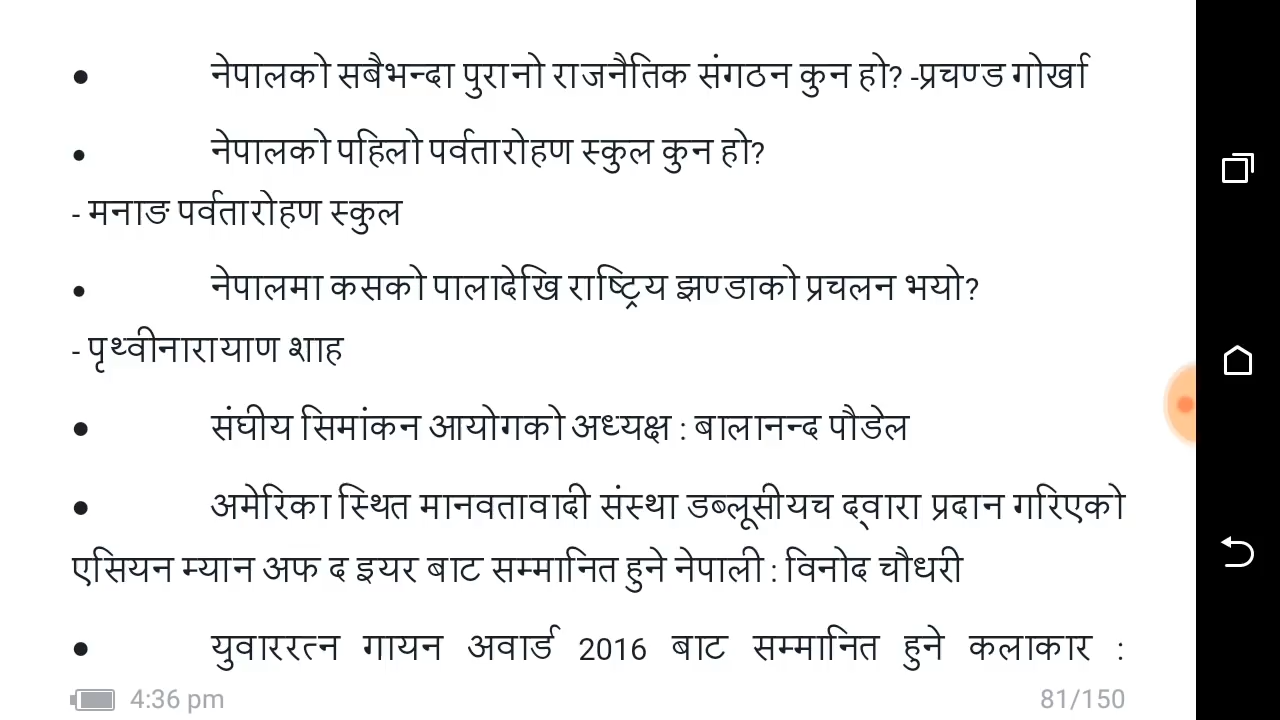 ● नेपालको सबैभन्दा पुरानो राजनैतिक संगठन कुन हो? -प्रचण्ड गोर्खा
● नेपालको पहिलो पर्वतारोहण स्कुल कुन हो?
- मनाङ पर्वतारोहण स्कुल
● नेपालमा कसको पालादेखि राष्ट्रिय झण्डाको प्रचलन भयो?
- पृथ्वीनारायाण शाह
● संघीय सिमांकन आयोगको अध्यक्ष : बालानन्द पौडेल
● अमेरिका स्थित मानवतावादी संस्था डब्लूसीयच द्वारा प्रदान गरिएको
एसियन म्यान अफ द इयर बाट सम्मानित हुने नेपाली : विनोद चौधरी
● युवाररत्न गायन अवार्ड 2016 बाट सम्मानित हुने कलाकार :
4:36 pm 81/150